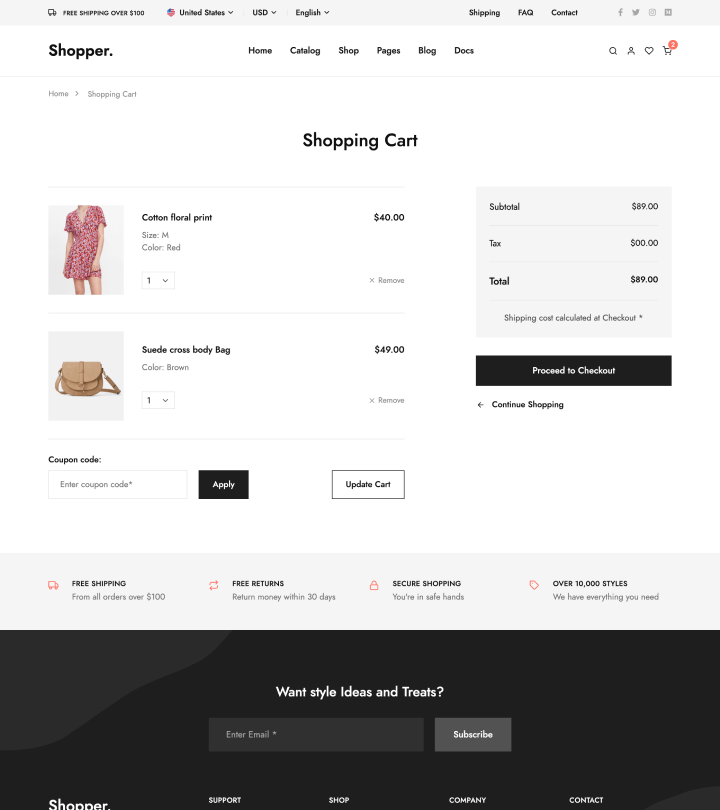 FREE SHIPPING OVER $100
United States
USD
English
Shipping
FAQ
Contact
Shopper.
Home
Catalog
Shop
Pages
Blog
Docs
2
Home
Shopping Cart
Shopping Cart
Cotton floral print
$40.00
Size: M
Color: Red
1
Remove
Suede cross body Bag
$49.00
Color: Brown
1
Remove
Coupon code:
Enter coupon code*
Apply
Update Cart
Subtotal
$89.00
Tax
$00.00
Total
$89.00
Shipping cost calculated at Checkout *
Proceed to Checkout
Continue Shopping
FREE SHIPPING
From all orders over $100
FREE RETURNS
Return money within 30 days
SECURE SHOPPING
You're in safe hands
OVER 10,000 STYLES
We have everything you need
Want style Ideas and Treats?
Enter Email *
Subscribe
Shopper.
SUPPORT
SHOP
COMPANY
CONTACT